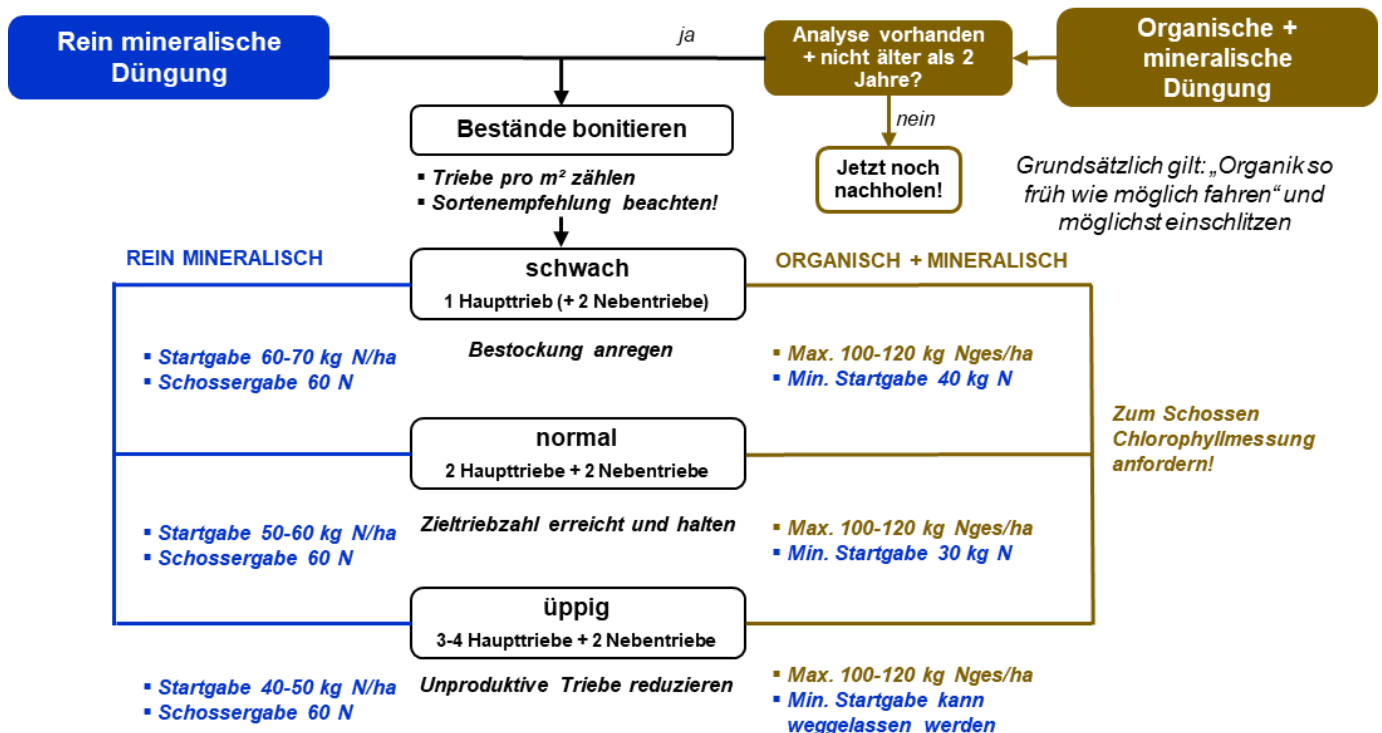 Rein mineralische
Düngung
ja
Analyse vorhanden
+ nicht älter als 2
Jahre?
Organische +
mineralische
Düngung
nein
Bestände bonitieren
▪ Triebe pro m² zählen
▪ Sortenempfehlung beachten!
Jetzt noch
nachholen!
Grundsätzlich gilt: „Organik so
früh wie möglich fahren“ und
möglichst einschlitzen
REIN MINERALISCH
schwach
1 Haupttrieb (+ 2 Nebentriebe)
ORGANISCH + MINERALISCH
▪ Startgabe 60-70 kg N/ha
▪ Schossergabe 60 N
Bestockung anregen
▪ Max. 100-120 kg Nges/ha
▪ Min. Startgabe 40 kg N
Zum Schossen
Chlorophyllmessung
anfordern!
normal
2 Haupttriebe + 2 Nebentriebe
▪ Startgabe 50-60 kg N/ha
▪ Schossergabe 60 N
Zieltriebzahl erreicht und halten
▪ Max. 100-120 kg Nges/ha
▪ Min. Startgabe 30 kg N
üppig
3-4 Haupttriebe + 2 Nebentriebe
▪ Startgabe 40-50 kg N/ha
▪ Schossergabe 60 N
Unproduktive Triebe reduzieren
▪ Max. 100-120 kg Nges/ha
▪ Min. Startgabe kann
weggelassen werden